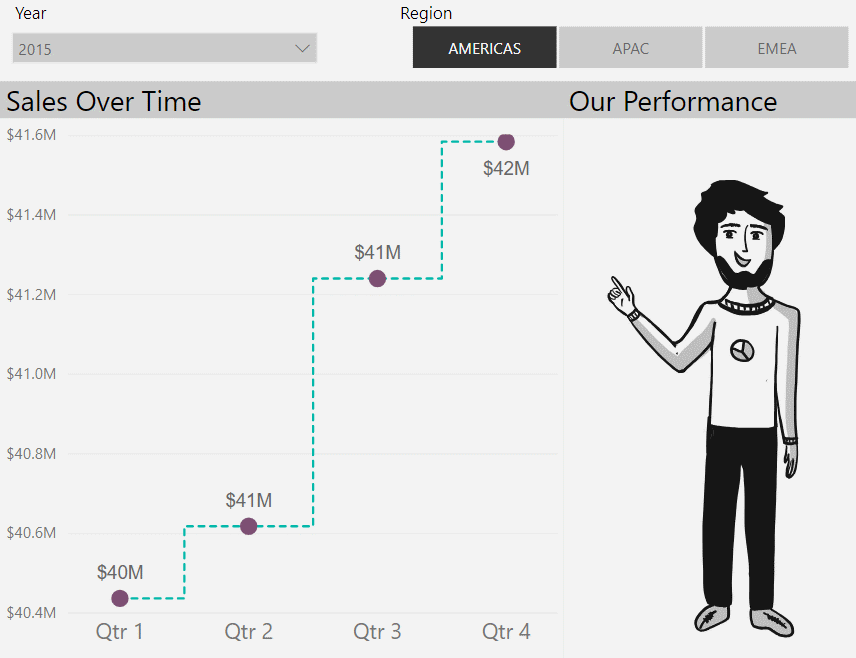 Year
Region
2015
AMERICAS
APAC
EMEA
Sales Over Time
Our Performance
$41.6M
$42M
$41.4M
$41M
$41.2M
$41.0M
$40.8M
$41M
$40.6M
$40M
$40.4M
Qtr 1
Qtr 2
Qtr 3
Qtr 4